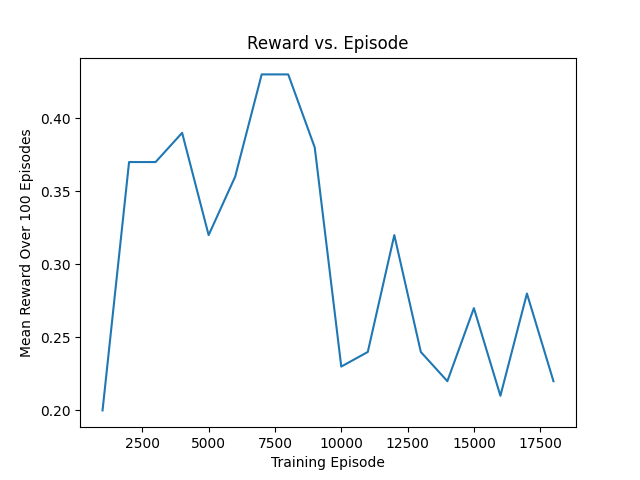 Reward vs. Episode
Mean Reward Over 100 Episodes
0.40
0.35
0.30
0.25
0.20
2500 5000 7500 10000 12500 15000 17500
Training Episode